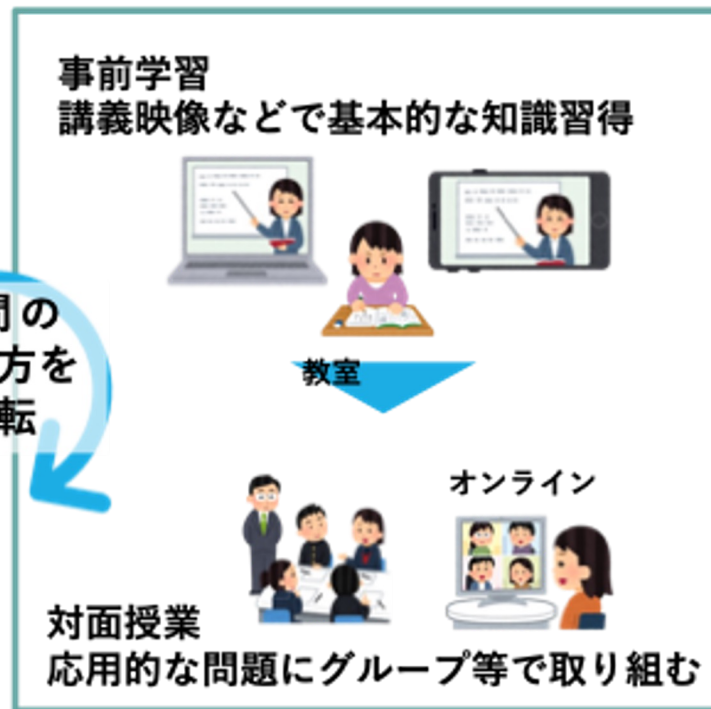 事前学習
講義映像などで基本的な知識習得
の
方を
転
教室
オンライン
対面授業
応用的な問題にグループ等で取り組む